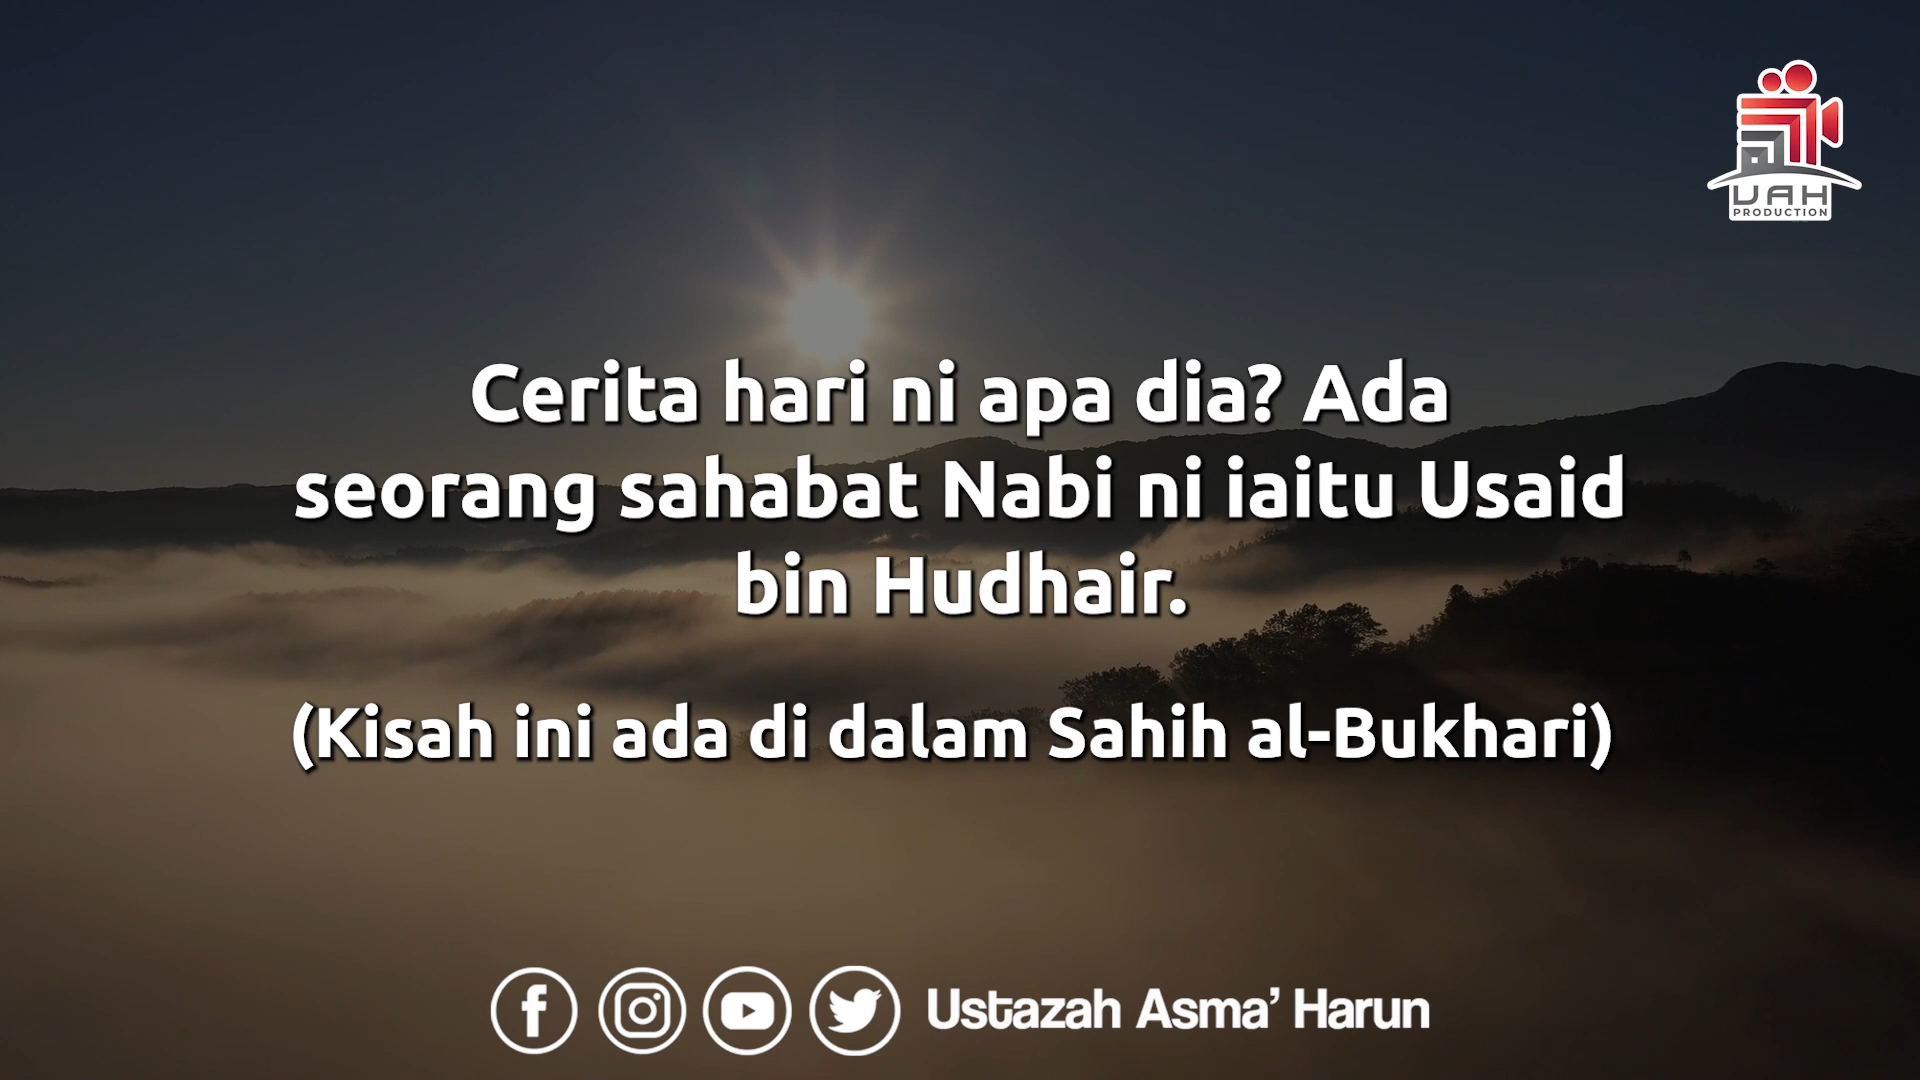 UAH
PRODUCTION
Cerita hari ni apa dia? Ada
seorang sahabat Nabi ni iaitu Usaid
bin Hudhair.
(Kisah ini ada di dalam Sahih al-Bukhari)
Ustazah Asma’ Harun